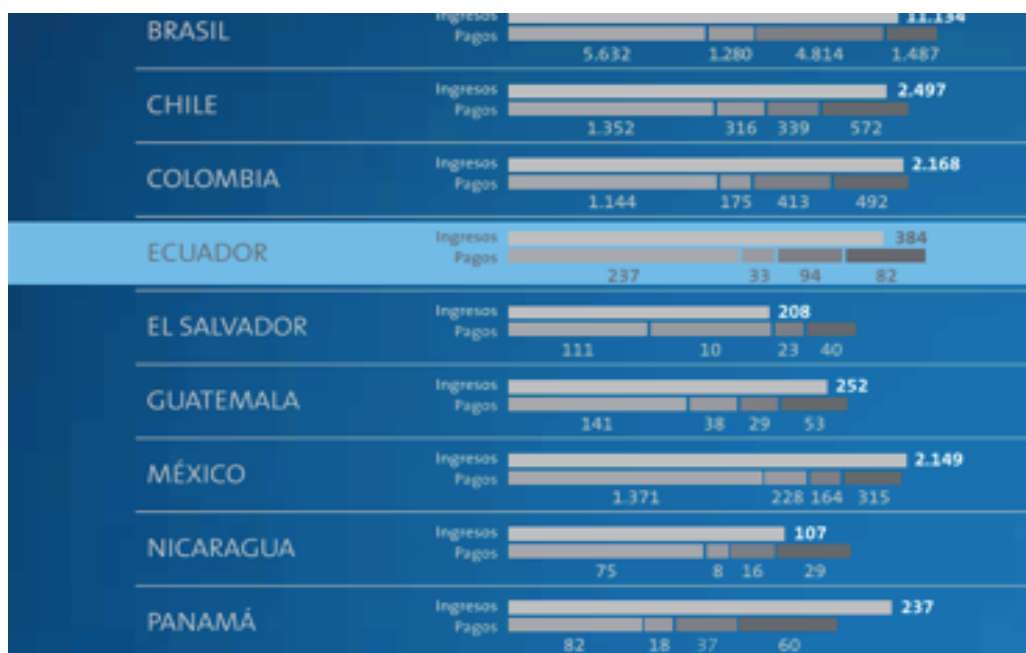 BRASIL Ingresos 11.134
Pagos
5.632 1.280 4.814 1.487
CHILE Ingresos 2.497
Pagos
1.352 316 339 572
COLOMBIA Ingresos 2.168
Pagos
1.144 175 413 492
ECUADOR Ingresos 384
Pagos
237 33 94 82
EL SALVADOR Ingresos 208
Pagos
111 10 23 40
GUATEMALA Ingresos 252
Pagos
141 38 29 53
MÉXICO Ingresos 2.149
Pagos
1.371 228 164 315
NICARAGUA Ingresos 107
Pagos
75 8 16 29
PANAMÁ Ingresos 237
Pagos
82 18 37 60